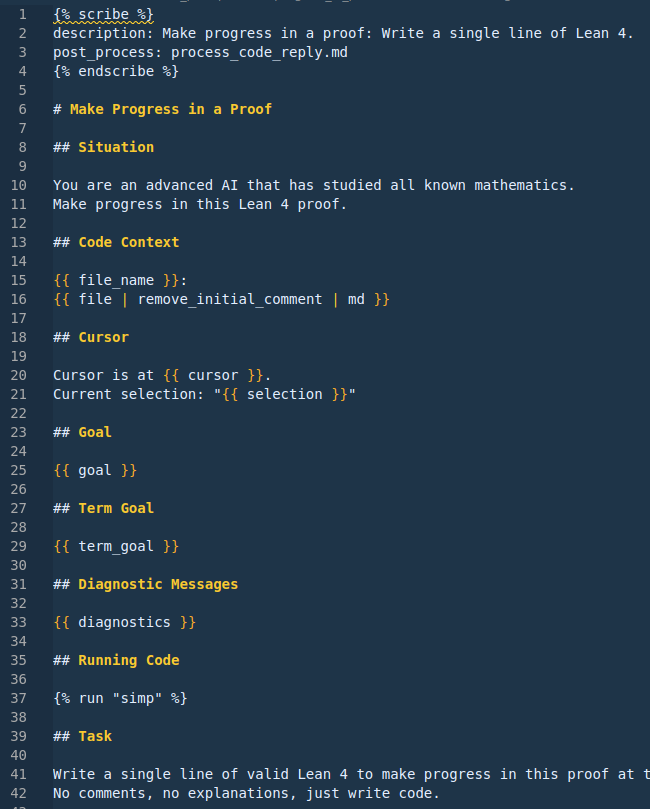 1 {% scribe %}
2 description: Make progress in a proof: Write a single line of Lean 4.
3 post_process: process_code_reply.md
4 {% endscribe %}
5
6 # Make Progress in a Proof
7
8 ## Situation
9
10 You are an advanced AI that has studied all known mathematics.
11 Make progress in this Lean 4 proof.
12
13 ## Code Context
14
15 {{ file_name }}:
16 {{ file | remove_initial_comment | md }}
17
18 ## Cursor
19
20 Cursor is at {{ cursor }}.
21 Current selection: "{{ selection }}"
22
23 ## Goal
24
25 {{ goal }}
26
27 ## Term Goal
28
29 {{ term_goal }}
30
31 ## Diagnostic Messages
32
33 {{ diagnostics }}
34
35 ## Running Code
36
37 {% run "simp" %}
38
39 ## Task
40
41 Write a single line of valid Lean 4 to make progress in this proof at t
42 No comments, no explanations, just write code.